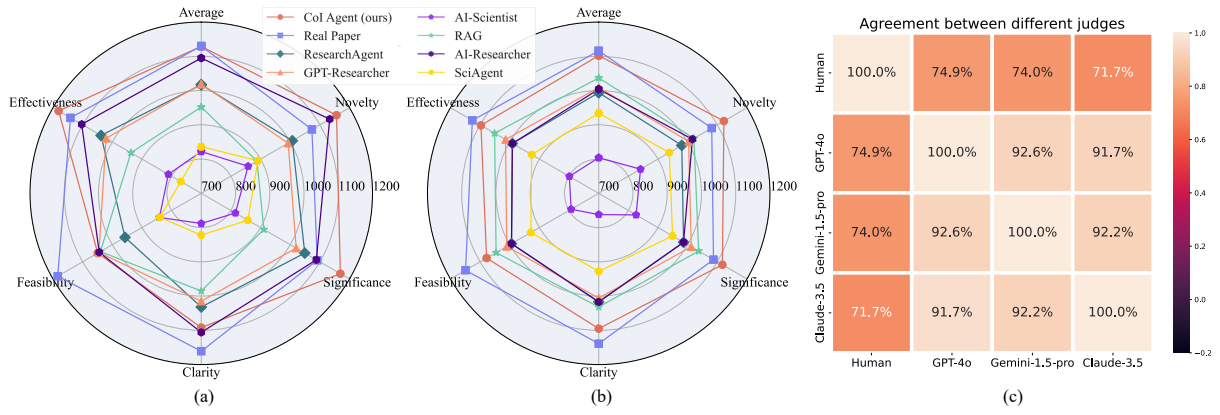 Average
Novelty
Significance
Clarity
Feasibility
Effectiveness
700 800 900 1000 1100 1200
CoI Agent (ours)
Real Paper
ResearchAgent
GPT-Researcher
AI-Scientist
RAG
AI-Researcher
SciAgent
(a)
Average
Novelty
Significance
Clarity
Feasibility
Effectiveness
700 800 900 1000 1100 1200
(b)
Agreement between different judges
Human
100.0% 74.9% 74.0% 71.7%
GPT-4o
74.9% 100.0% 92.6% 91.7%
Gemini-1.5-pro
74.0% 92.6% 100.0% 92.2%
Claude-3.5
71.7% 91.7% 92.2% 100.0%
Human GPT-4o Gemini-1.5-pro Claude-3.5
1.0
0.8
0.6
0.4
0.2
0.0
−0.2
(c)